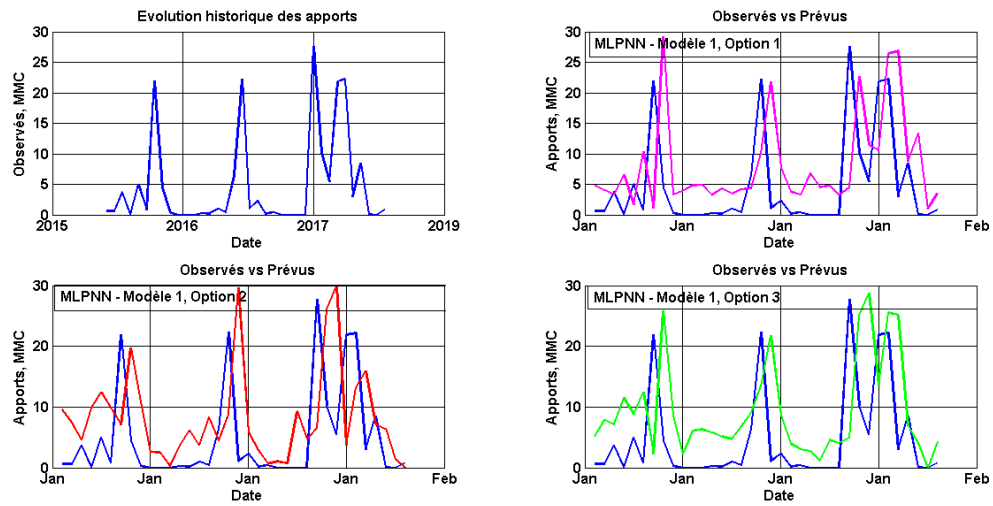 Evolution historique des apports
30
25
20
15
10
5
0
Observés, MMC
2015
2016
2017
2019
Date
Observés vs Prévus
MLPNN - Modèle 1, Option 1
30
25
20
15
10
5
0
Apports, MMC
Jan
Jan
Jan
Jan
Feb
Date
Observés vs Prévus
MLPNN - Modèle 1, Option 2
30
20
10
0
Apports, MMC
Jan
Jan
Jan
Jan
Feb
Date
Observés vs Prévus
MLPNN - Modèle 1, Option 3
30
20
10
0
Apports, MMC
Jan
Jan
Jan
Jan
Feb
Date